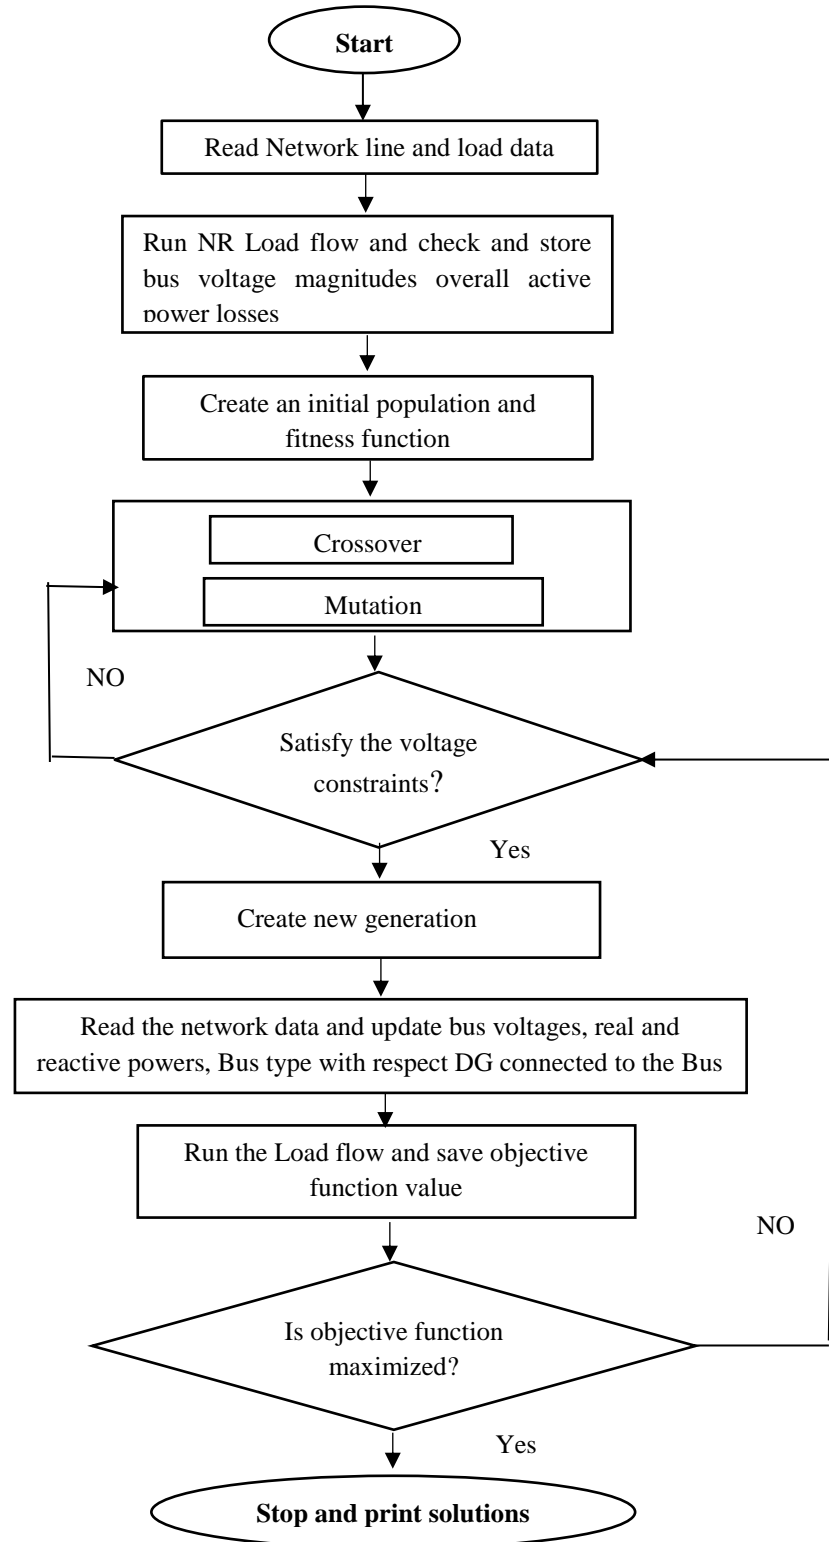 Start
Read Network line and load data
Run NR Load flow and check and store
bus voltage magnitudes overall active
power losses
Create an initial population and
fitness function
Crossover
Mutation
NO
Satisfy the voltage
constraints?
Yes
Create new generation
Read the network data and update bus voltages, real and
reactive powers, Bus type with respect DG connected to the Bus
Run the Load flow and save objective
function value
NO
Is objective function
maximized?
Yes
Stop and print solutions